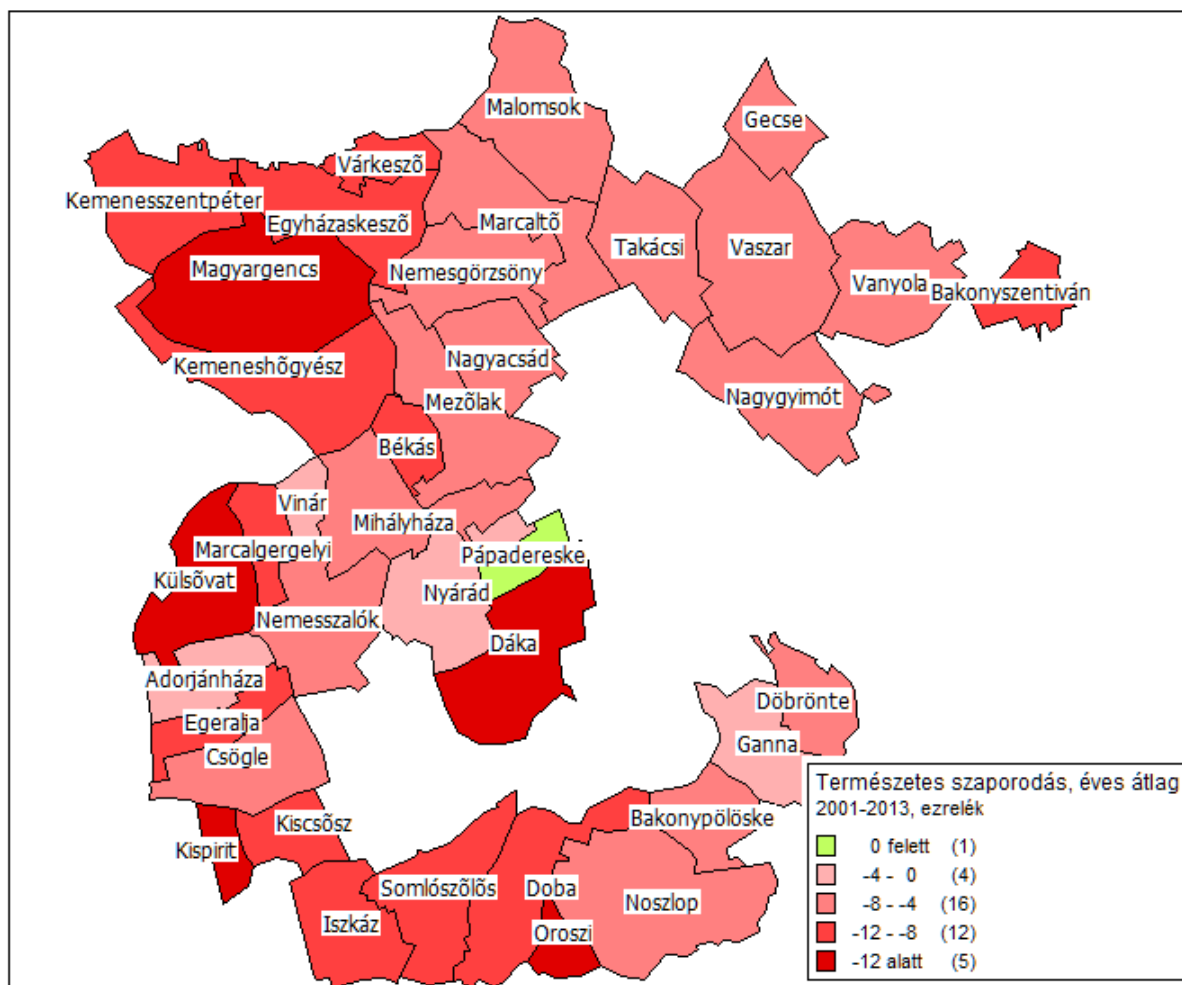 Malomsok
Gecse
Várkeszõ
Kemenesszentpéter
Egyházaskeszõ
Marcaltõ
Takácsi
Vaszar
Magyargencs
Nemesgörzsöny
Vanyola
Bakonyszentiván
Kemeneshõgyész
Nagyacsád
Mezõlak
Nagygyimót
Békás
Vinár
Mihályháza
Marcalgergelyi
Pápadereske
Külsõvat
Nyárád
Nemesszalók
Dáka
Adorjánháza
Döbrönte
Egeralja
Ganna
Csögle
Kiscsõsz
Bakonypölöske
Kispirit
Somlószõlõs
Doba
Noszlop
Iszkáz
Oroszi
Természetes szaporodás, éves átlag
2001-2013, ezrelék
0 felett (1)
-4 - 0 (4)
-8 - -4 (16)
-12 - -8 (12)
-12 alatt (5)